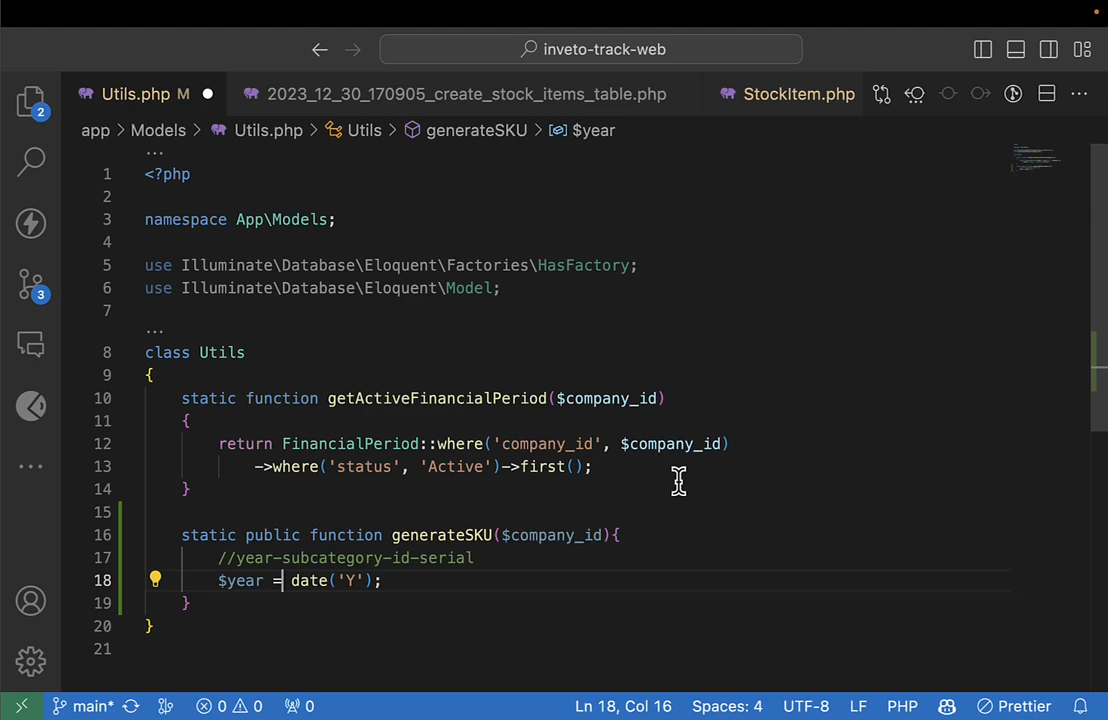 inveto-track-web
Utils.php M 2023_12_30_170905_create_stock_items_table.php StockItem.php
app > Models > Utils.php > Utils > generateSKU > $year
2
3
1 <?php
2
3 namespace App\Models;
4
5 use Illuminate\Database\Eloquent\Factories\HasFactory;
6 use Illuminate\Database\Eloquent\Model;
7
8 class Utils
9 {
10 static function getActiveFinancialPeriod($company_id)
11 {
12 return FinancialPeriod::where('company_id', $company_id)
13 ->where('status', 'Active')->first();
14 }
15
16 static public function generateSKU($company_id){
17 //year-subcategory-id-serial
18 $year = date('Y');
19 }
20 }
21
main* 0 0 0 Ln 18, Col 16 Spaces: 4 UTF-8 LF PHP Prettier